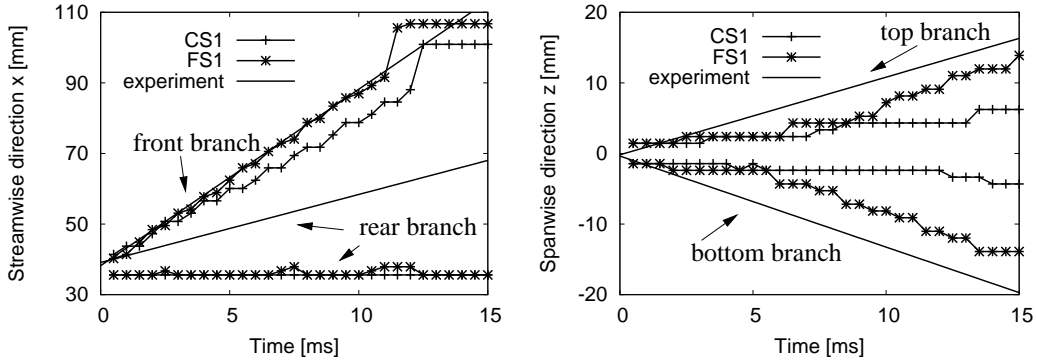 110
90
70
50
30
0
5
10
15
Streamwise direction x [mm]
Time [ms]
CS1
FS1
experiment
front branch
rear branch
20
10
0
-10
-20
0
5
10
15
Spanwise direction z [mm]
Time [ms]
CS1
FS1
experiment
top branch
bottom branch